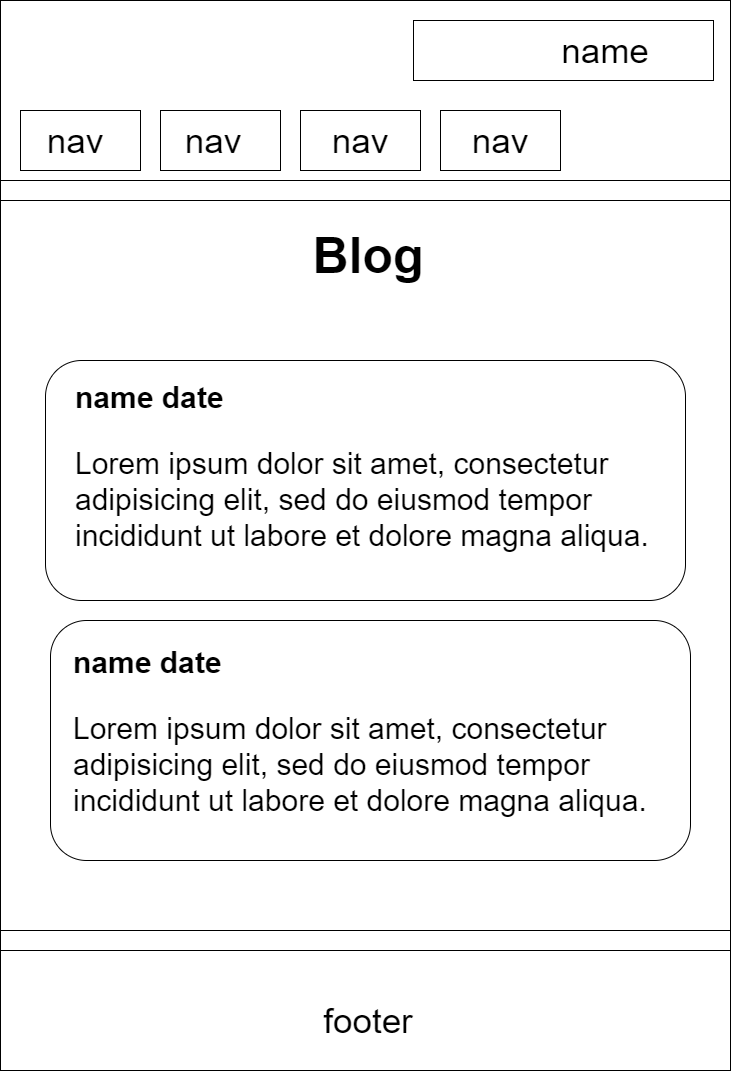 name
nav nav nav nav
Blog
name date
Lorem ipsum dolor sit amet, consectetur
adipisicing elit, sed do eiusmod tempor
incididunt ut labore et dolore magna aliqua.
name date
Lorem ipsum dolor sit amet, consectetur
adipisicing elit, sed do eiusmod tempor
incididunt ut labore et dolore magna aliqua.
footer